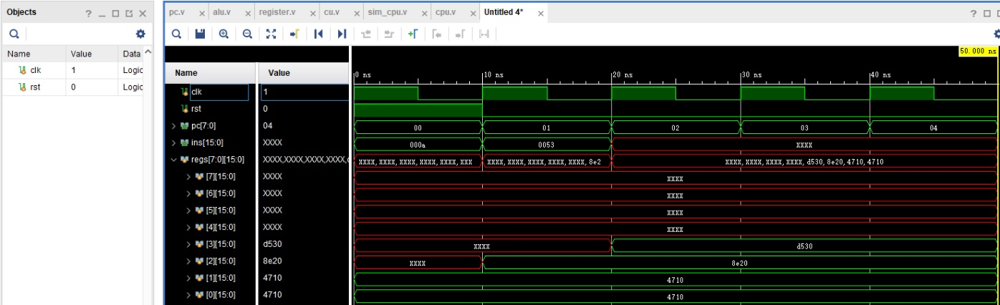 Objects
Name Value Data
clk 1 Logic
rst 0 Logic
pc.v alu.v register.v cu.v sim_cpu.v cpu.v Untitled 4*
50.000 ns
Name Value
0 ns 10 ns 20 ns 30 ns 40 ns
clk 1
rst 0
pc[7:0] 04 00 01 02 03 04
ins[15:0] XXXX 000a 0053 XXXX
regs[7:0][15:0] XXXX,XXXX,XXXX,XXXX, XXXX, XXXX, XXXX, XXXX, XXXX, XXX XXXX, XXXX, XXXX, XXXX, XXXX, 8e2 XXXX, XXXX, XXXX, XXXX, d530, 8e20, 4710, 4710
[7][15:0] XXXX XXXX
[6][15:0] XXXX XXXX
[5][15:0] XXXX XXXX
[4][15:0] XXXX XXXX
[3][15:0] d530 XXXX d530
[2][15:0] 8e20 XXXX 8e20
[1][15:0] 4710 4710
[0][15:0] 4710 4710